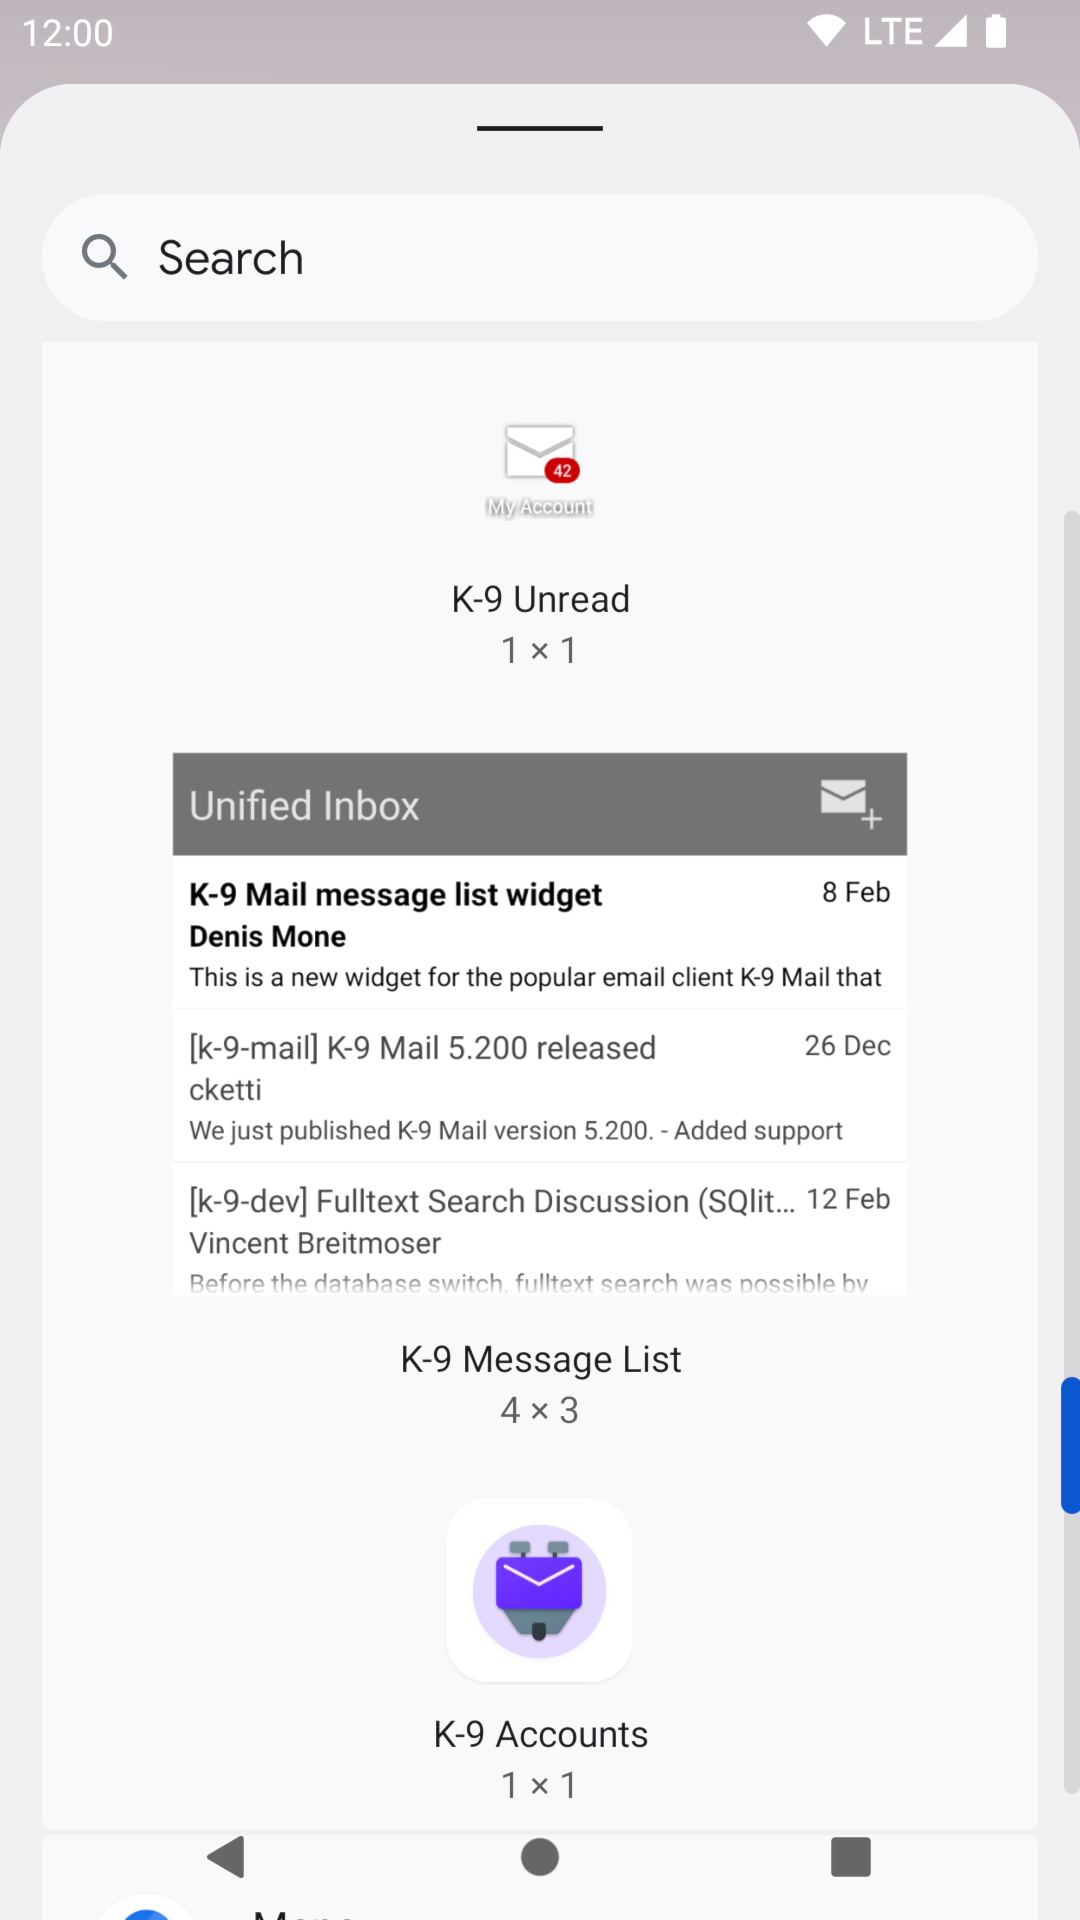 12:00
LTE
Search
42
My Account
K-9 Unread
1 × 1
Unified Inbox
K-9 Mail message list widget
8 Feb
Denis Mone
This is a new widget for the popular email client K-9 Mail that
[k-9-mail] K-9 Mail 5.200 released
26 Dec
cketti
We just published K-9 Mail version 5.200. - Added support
[k-9-dev] Fulltext Search Discussion (SQlit...
12 Feb
Vincent Breitmoser
Before the database switch, fulltext search was possible by
K-9 Message List
4 × 3
K-9 Accounts
1 × 1